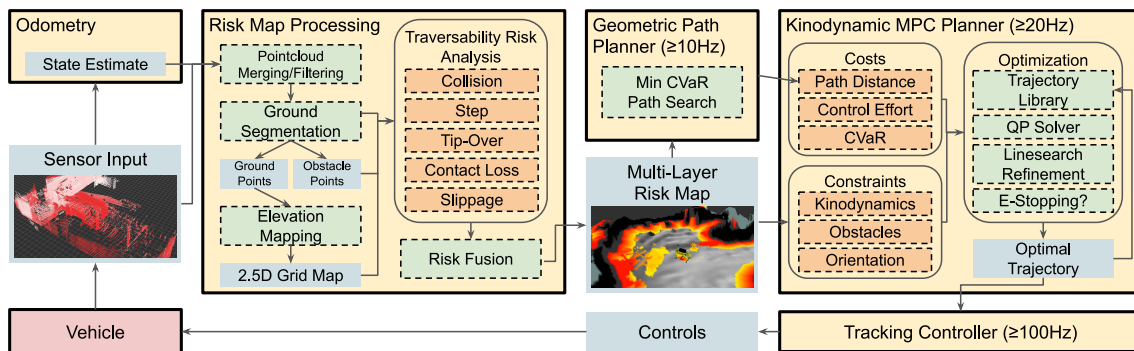 Odometry
State Estimate
Sensor Input
Vehicle
Risk Map Processing
Pointcloud
Merging/Filtering
Ground
Segmentation
Ground
Points
Obstacle
Points
Elevation
Mapping
2.5D Grid Map
Traversability Risk
Analysis
Collision
Step
Tip-Over
Contact Loss
Slippage
Risk Fusion
Geometric Path
Planner (≥10Hz)
Min CVaR
Path Search
Multi-Layer
Risk Map
Controls
Kinodynamic MPC Planner (≥20Hz)
Costs
Path Distance
Control Effort
CVaR
Constraints
Kinodynamics
Obstacles
Orientation
Optimization
Trajectory
Library
QP Solver
Linesearch
Refinement
E-Stopping?
Optimal
Trajectory
Tracking Controller (≥100Hz)